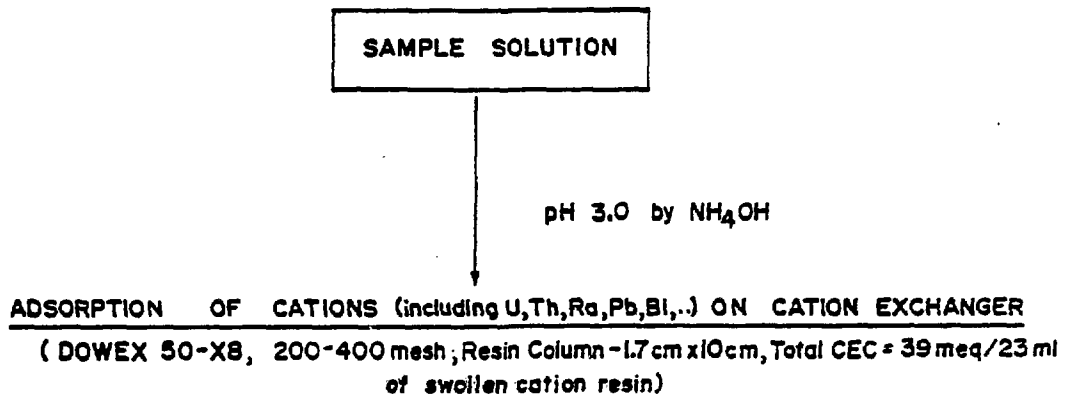 SAMPLE SOLUTION
pH 3.0 by NH4OH
ADSORPTION OF CATIONS (including U,Th,Ra,Pb,Bi,..) ON CATION EXCHANGER
( DOWEX 50-X8, 200-400 mesh; Resin Column-1.7cm x10cm, Total CEC = 39 meq/23 ml
of swollen cation resin)